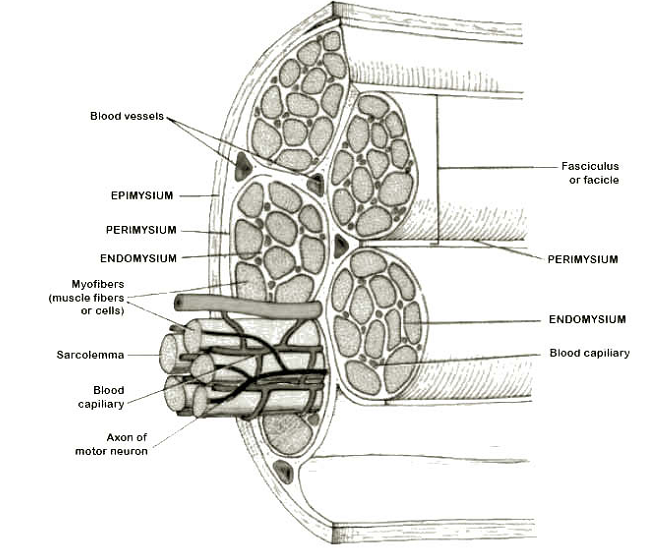 Blood vessels
EPIMYSIUM
PERIMYSIUM
ENDOMYSIUM
Myofibers
(muscle fibers
or cells)
Sarcolemma
Blood
capiliary
Axon of
motor neuron
Fasciculus
or facicle
PERIMYSIUM
ENDOMYSIUM
Blood capiliary